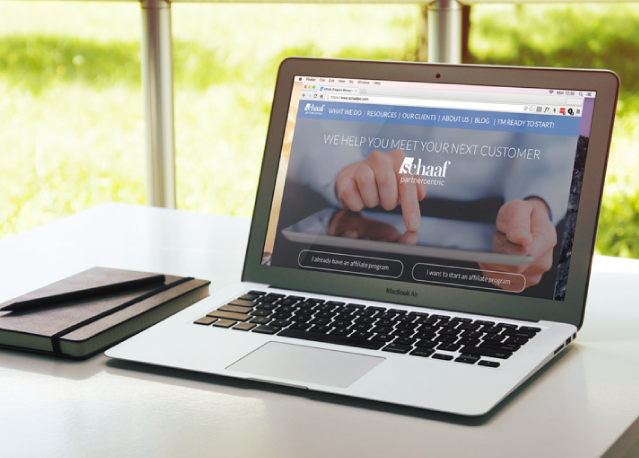 Schaaf
partnercentric
WHAT WE DO | RESOURCES | OUR CLIENTS | ABOUT US | BLOG | I'M READY TO START!
WE HELP YOU MEET YOUR NEXT CUSTOMER
Schaaf
partnercentric
I already have an affiliate program
I want to start an affiliate program
MacBook Air